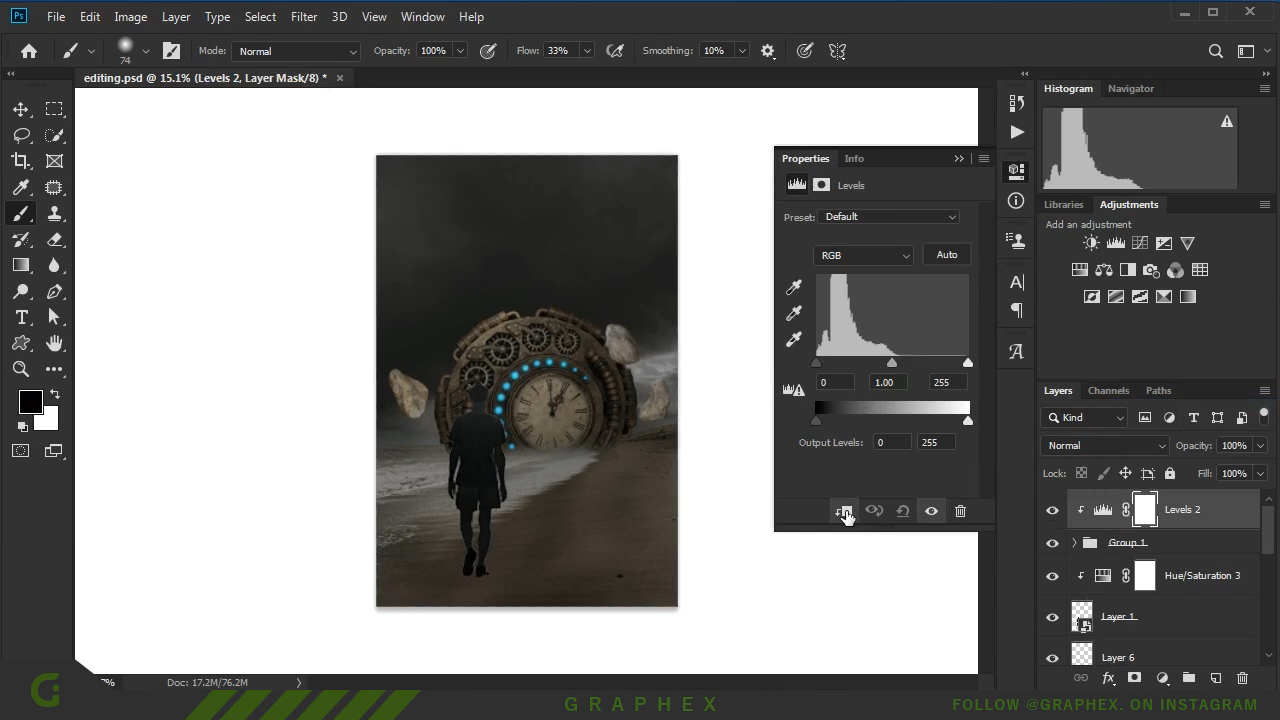 Ps File Edit Image Layer Type Select Filter 3D View Window Help
74 Mode: Normal Opacity: 100% Flow: 33% Smoothing: 10%
editing.psd @ 15.1% (Levels 2, Layer Mask/8) * ×
Histogram Navigator
Properties Info
Levels
Preset: Default
RGB Auto
0 1.00 255
Output Levels: 0 255
Libraries Adjustments
Add an adjustment
Layers Channels Paths
Kind
Normal Opacity: 100%
Lock: Fill: 100%
Levels 2
Group 1
Hue/Saturation 3
Layer 1
Layer 6
Doc: 17.2M/76.2M
GRAPHEX
FOLLOW @GRAPHEX. ON INSTAGRAM